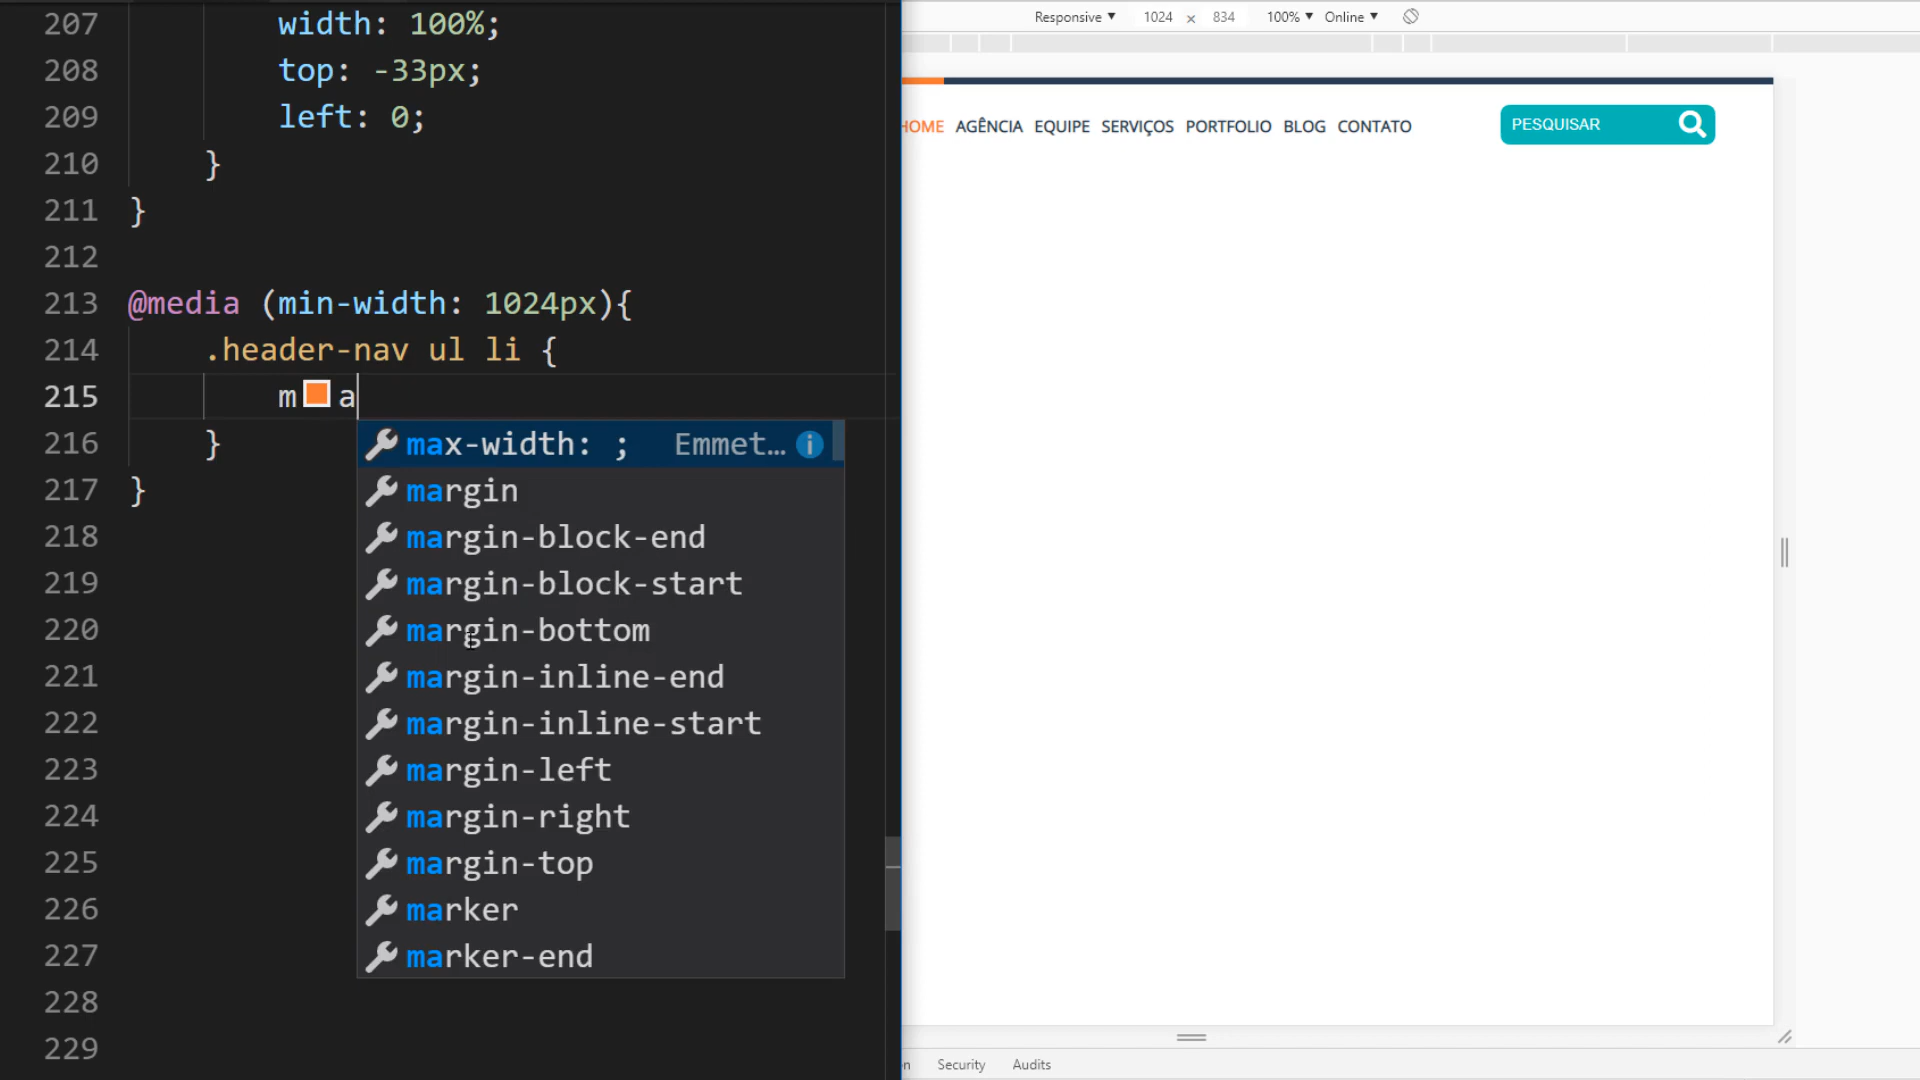 207 width: 100%;
208 top: -33px;
209 left: 0;
210 }
211 }
212
213 @media (min-width: 1024px){
214 .header-nav ul li {
215 ma
216 }
217 }
218
219
220
221
222
223
224
225
226
227
228
229
max-width: ; Emmet...
margin
margin-block-end
margin-block-start
margin-bottom
margin-inline-end
margin-inline-start
margin-left
margin-right
margin-top
marker
marker-end
Responsive ▼ 1024 x 834 100% ▼ Online ▼
HOME AGÊNCIA EQUIPE SERVIÇOS PORTFOLIO BLOG CONTATO PESQUISAR
Security Audits